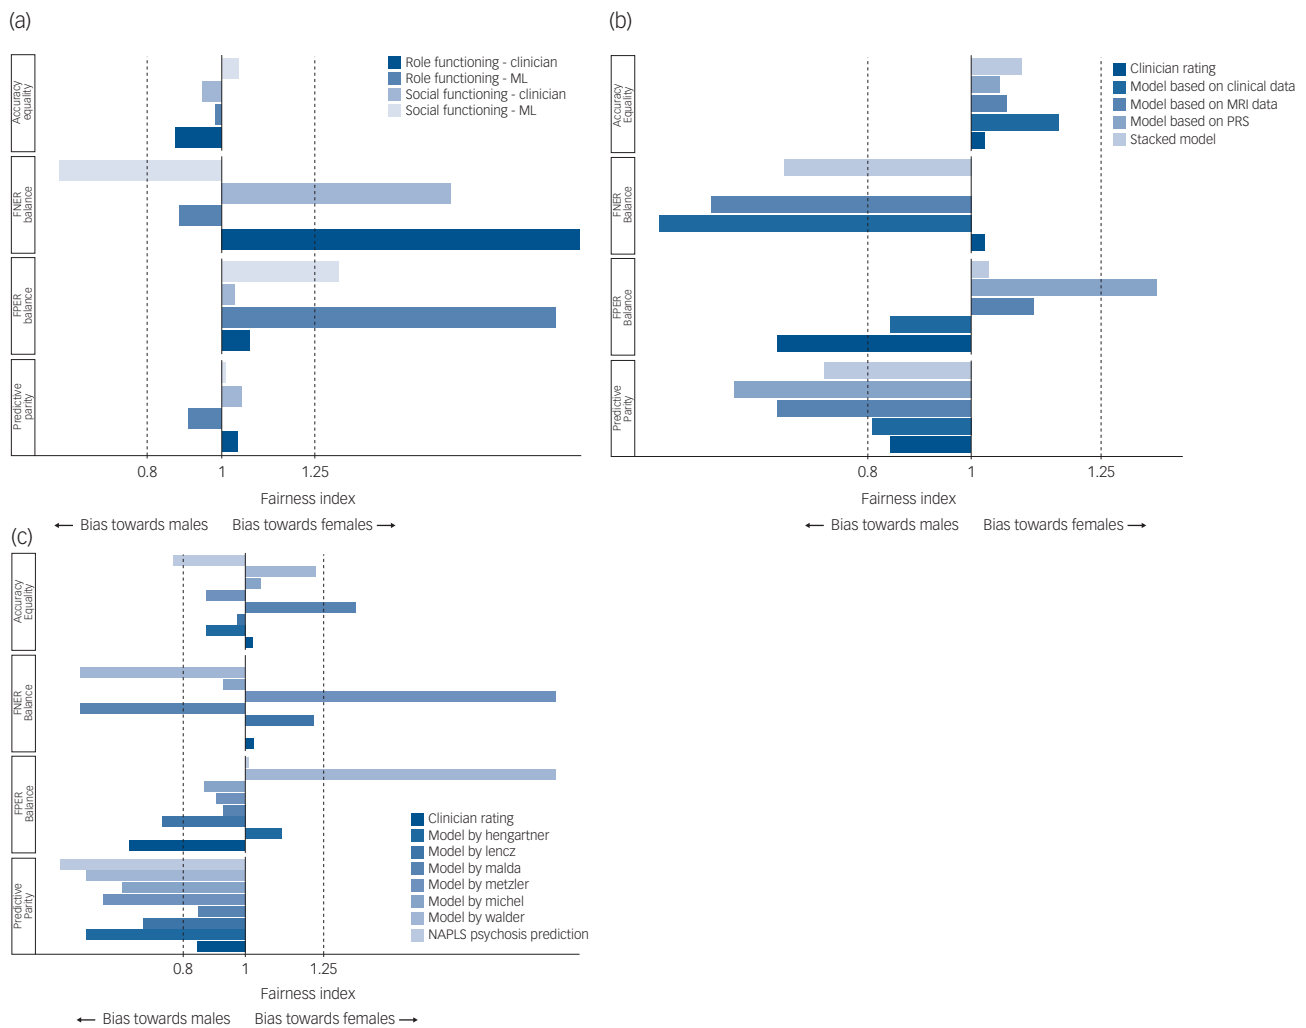 (a)
Accuracy
equality
FNER
balance
FPER
balance
Predictive
parity
Role functioning - clinician
Role functioning - ML
Social functioning - clinician
Social functioning - ML
0.8
1
1.25
Fairness index
← Bias towards males
Bias towards females →
(b)
Accuracy
Equality
FNER
Balance
FPER
Balance
Predictive
Parity
Clinician rating
Model based on clinical data
Model based on MRI data
Model based on PRS
Stacked model
0.8
1
1.25
Fairness index
← Bias towards males
Bias towards females →
(c)
Accuracy
Equality
FNER
Balance
FPER
Balance
Predictive
Parity
Clinician rating
Model by hengartner
Model by lencz
Model by malda
Model by metzler
Model by michel
Model by walder
NAPLS psychosis prediction
0.8
1
1.25
Fairness index
← Bias towards males
Bias towards females →